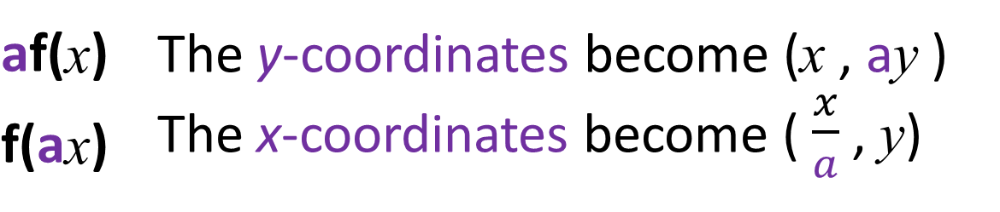 af(x) The y-coordinates become (x , ay )
f(ax) The x-coordinates become ( x/a , y)